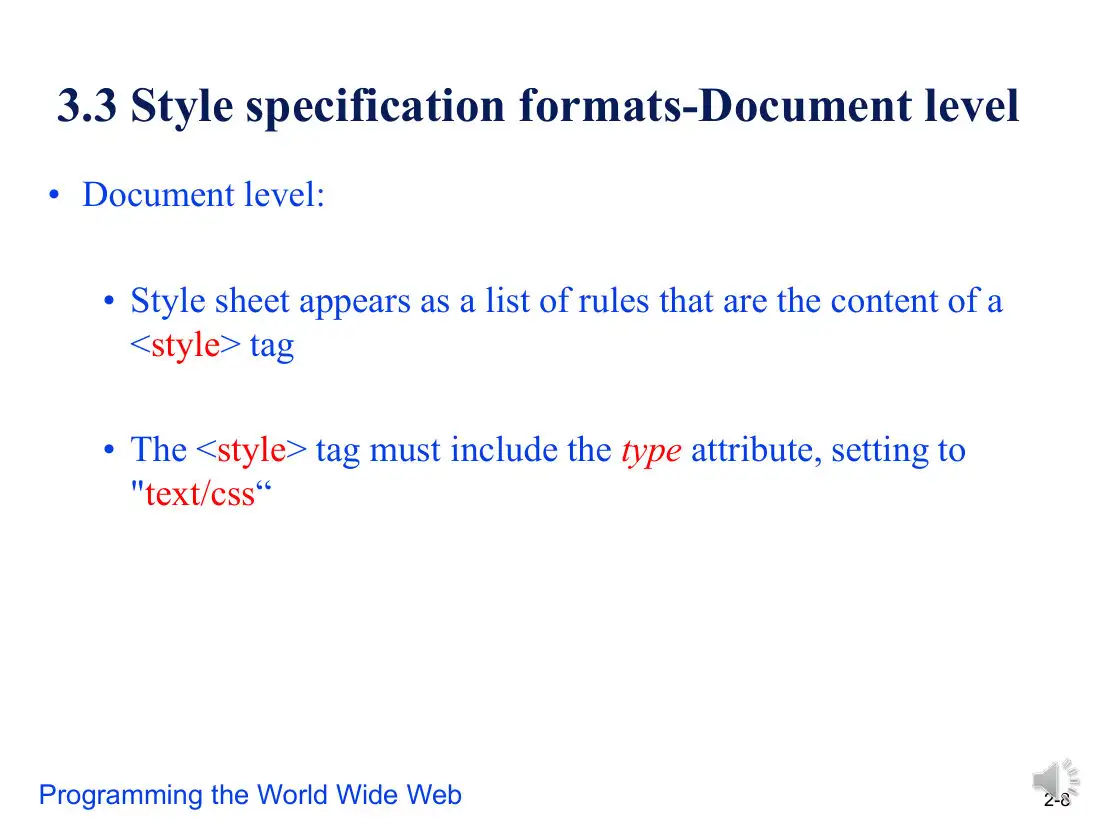 3.3 Style specification formats-Document level
• Document level:
• Style sheet appears as a list of rules that are the content of a
<style> tag
• The <style> tag must include the type attribute, setting to
"text/css“
Programming the World Wide Web
2-8